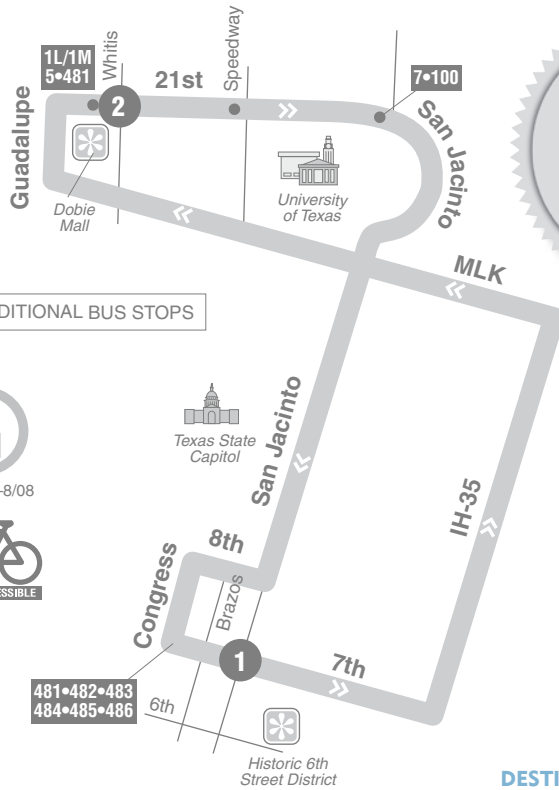 1L/1M
5•481
Whitis
21st
Speedway
7•100
2
Guadalupe
San Jacinto
Dobie
Mall
University
of Texas
MLK
DITIONAL BUS STOPS
Texas State
Capitol
San Jacinto
-8/08
IH-35
8th
Congress
Brazos
ESSIBLE
1
7th
481•482•483
484•485•486
6th
Historic 6th
Street District
DESTI